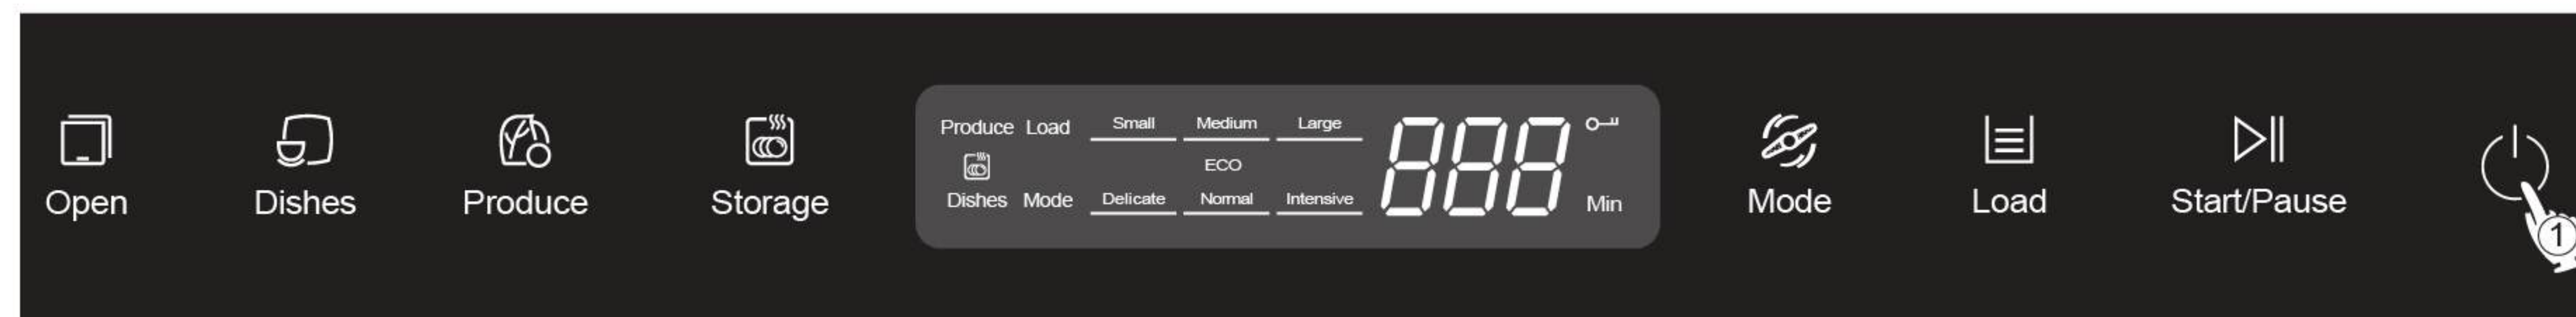 Open
Dishes
Produce
Storage
Produce Load Small Medium Large
ECO
Dishes Mode Delicate Normal Intensive
888
Min
Mode
Load
Start/Pause
1